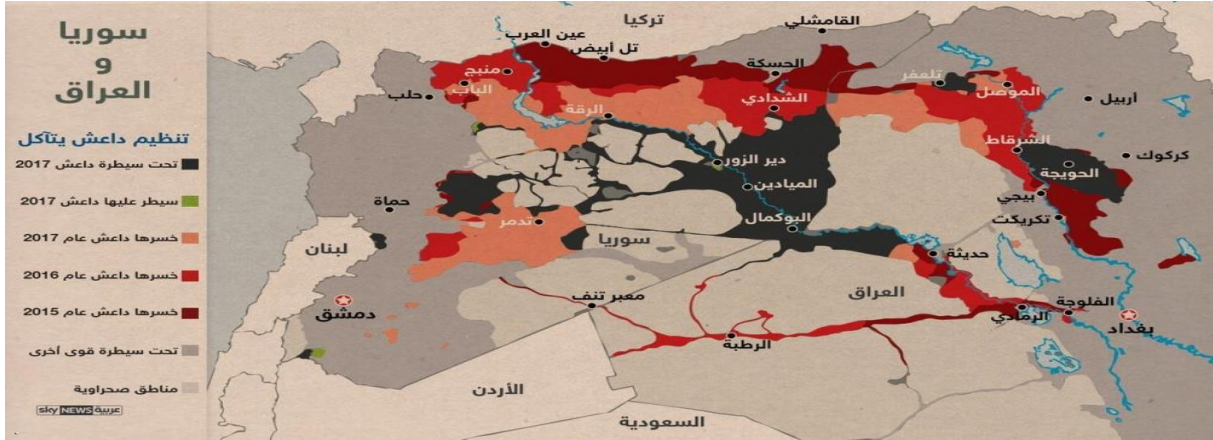 سوريا
و
العراق
تنظيم داعش يتآكل
تحت سيطرة داعش 2017
سيطر عليها داعش 2017
خسرها داعش عام 2017
خسرها داعش عام 2016
خسرها داعش عام 2015
تحت سيطرة قوى أخرى
مناطق صحراوية
sky NEWS عربية
تركيا
القامشلي
عين العرب
تل أبيض
الحسكة
منبج
الباب
حلب
الرقة
الشدادي
تلعفر
الموصل
أربيل
الشرقاط
كركوك
الحويجة
دير الزور
الميادين
بيجي
تكريكت
حماة
تدمر
البوكمال
سوريا
لبنان
حديثة
العراق
معبر تنف
دمشق
الفلوجة
الرمادي
بغداد
الرطبة
الأردن
السعودية